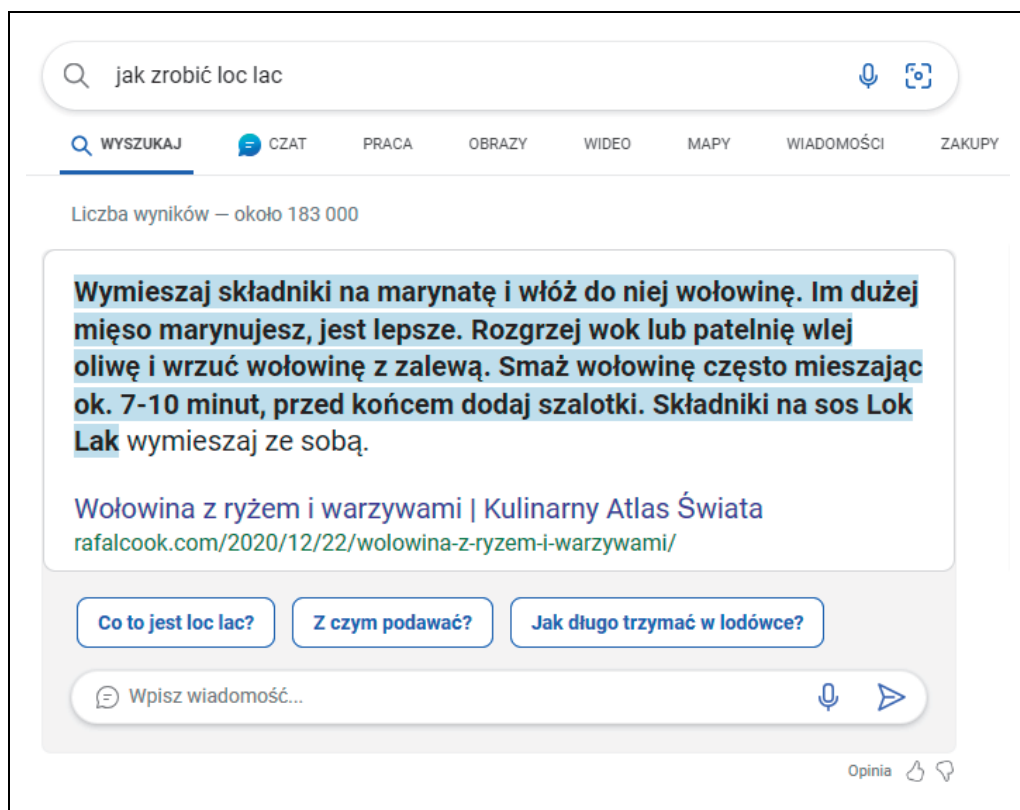 jak zrobić loc lac
WYSZUKAJ CZAT PRACA OBRAZY WIDEO MAPY WIADOMOŚCI ZAKUPY
Liczba wyników — około 183 000
Wymieszaj składniki na marynatę i włóż do niej wołowinę. Im dużej
mięso marynujesz, jest lepsze. Rozgrzej wok lub patelnię wlej
oliwę i wrzuć wołowinę z zalewą. Smaż wołowinę często mieszając
ok. 7-10 minut, przed końcem dodaj szalotki. Składniki na sos Lok
Lak wymieszaj ze sobą.
Wołowina z ryżem i warzywami | Kulinarny Atlas Świata
rafalcook.com/2020/12/22/wolowina-z-ryzem-i-warzywami/
Co to jest loc lac? Z czym podawać? Jak długo trzymać w lodówce?
Wpisz wiadomość...
Opinia